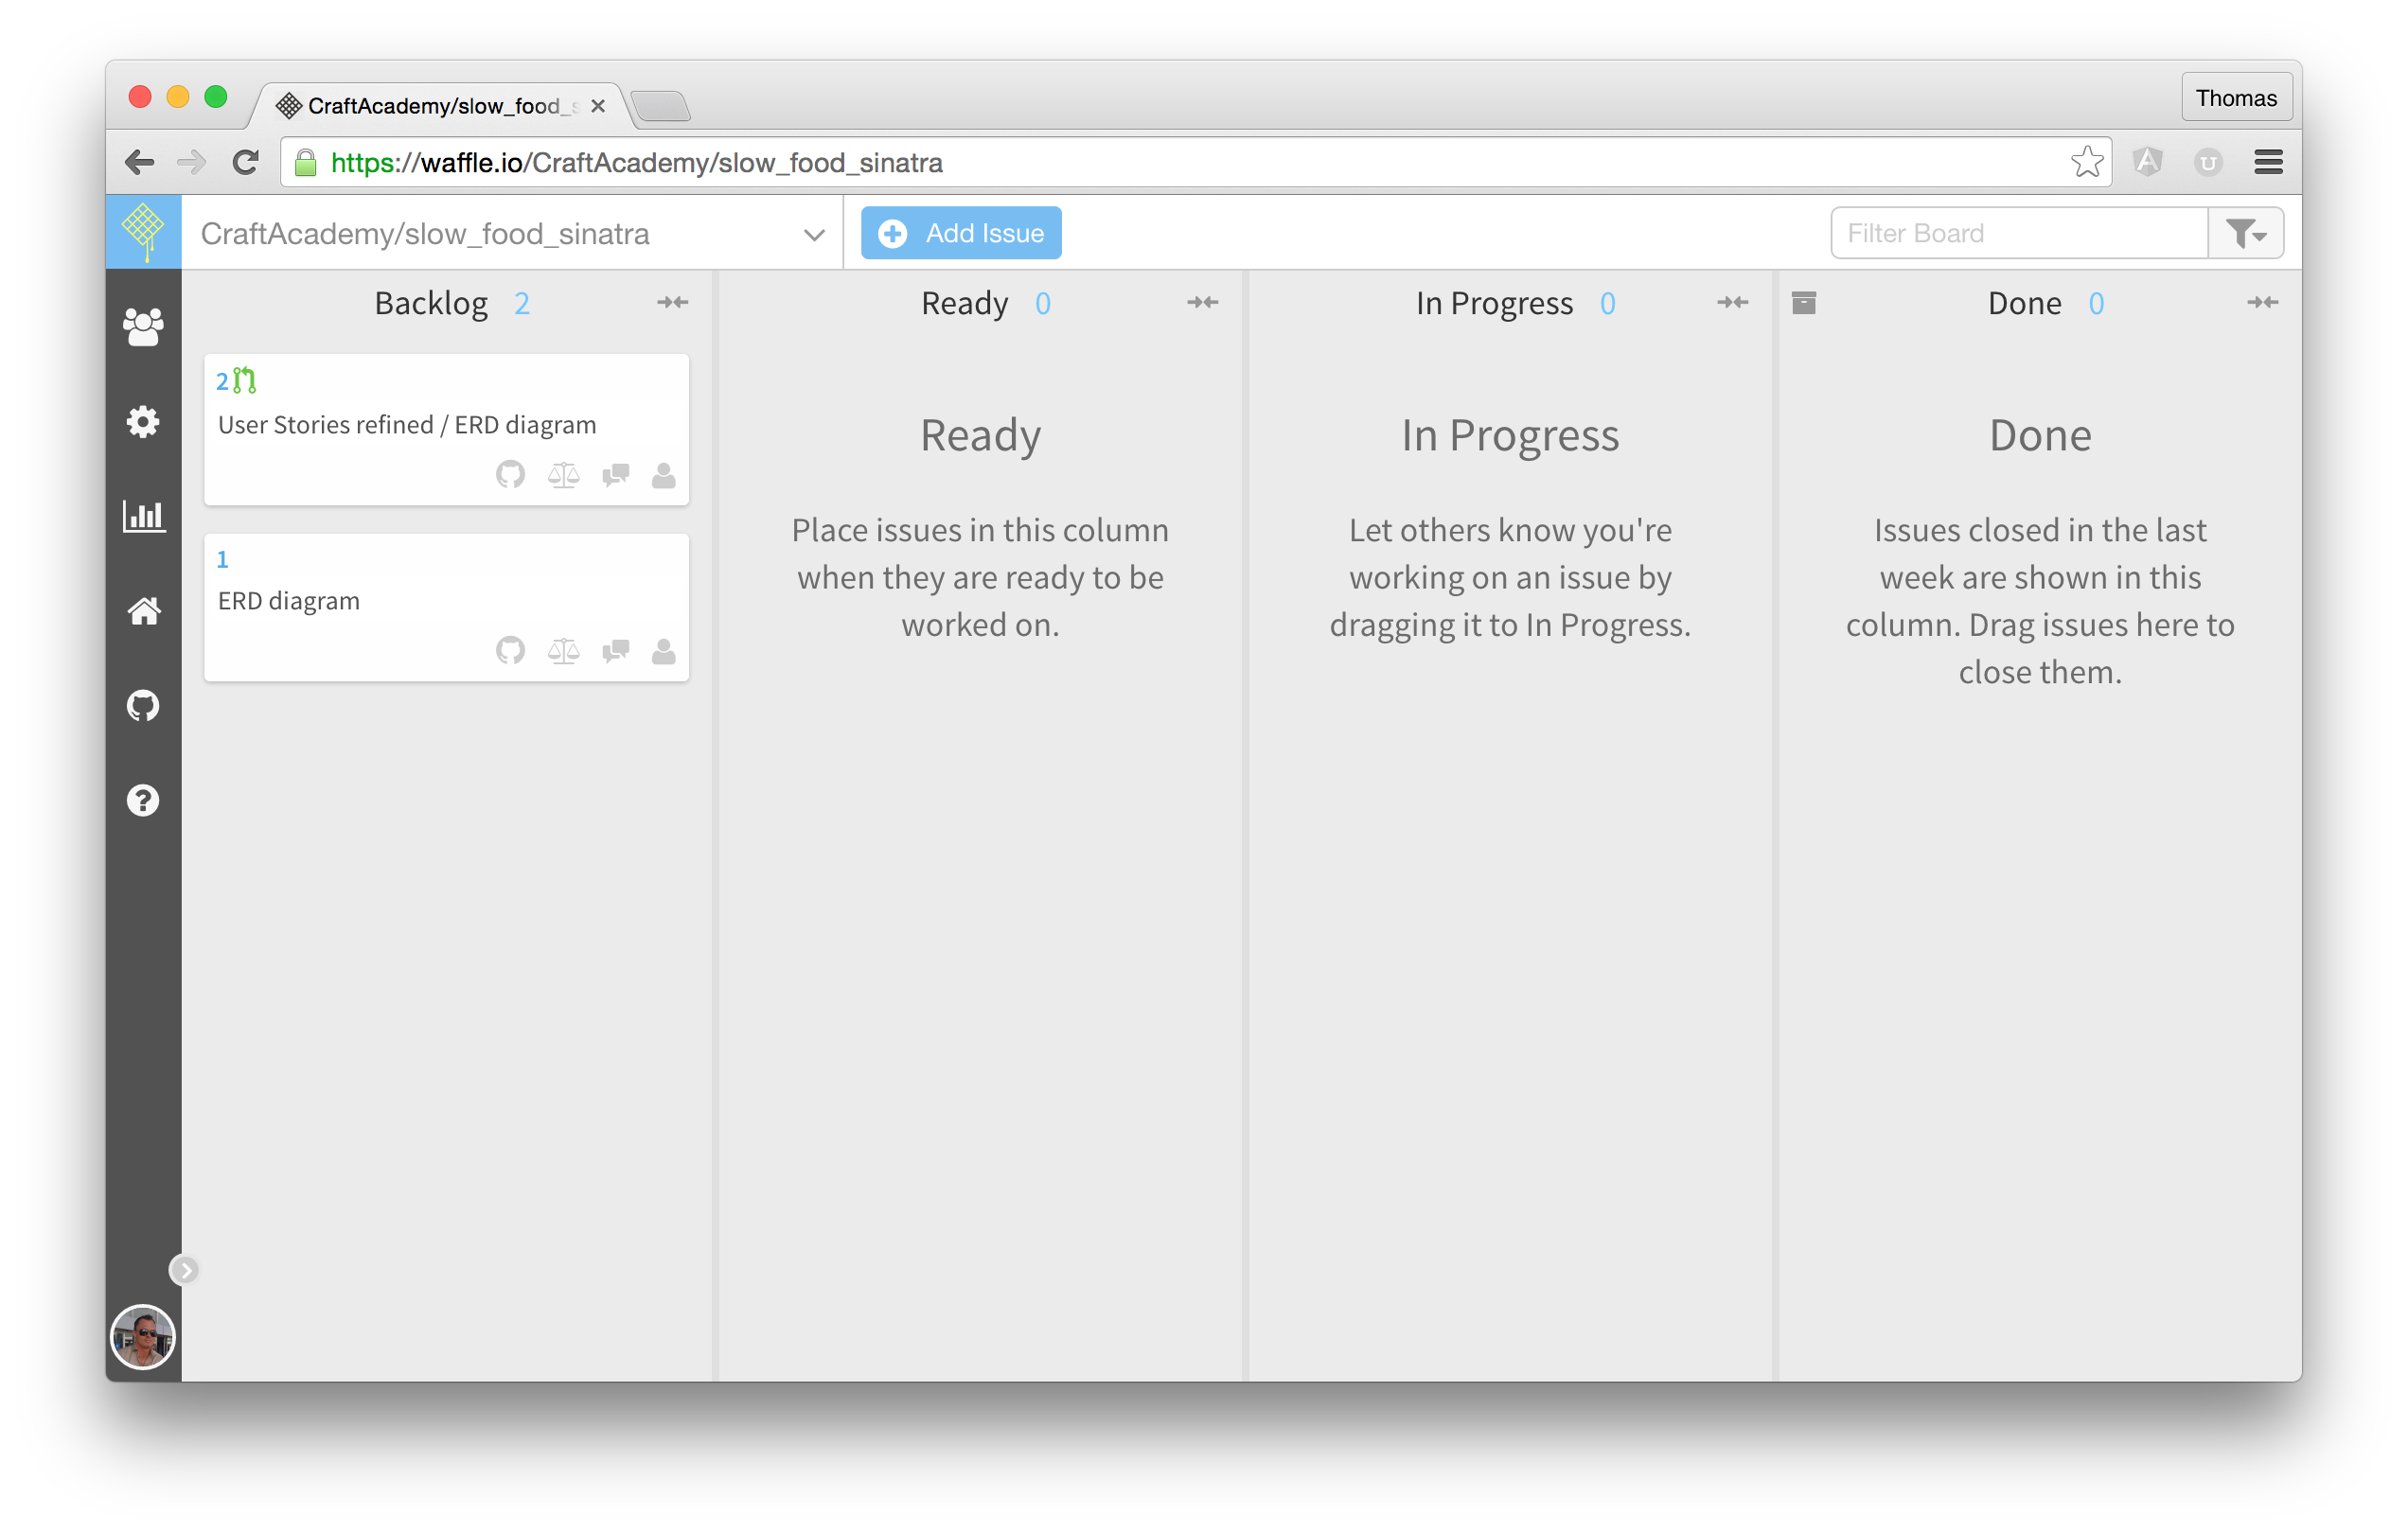 CraftAcademy/slow_food_s
Thomas
https://waffle.io/CraftAcademy/slow_food_sinatra
CraftAcademy/slow_food_sinatra
Add Issue
Filter Board
Backlog 2
2
User Stories refined / ERD diagram
1
ERD diagram
Ready 0
Ready
Place issues in this column
when they are ready to be
worked on.
In Progress 0
In Progress
Let others know you're
working on an issue by
dragging it to In Progress.
Done 0
Done
Issues closed in the last
week are shown in this
column. Drag issues here to
close them.